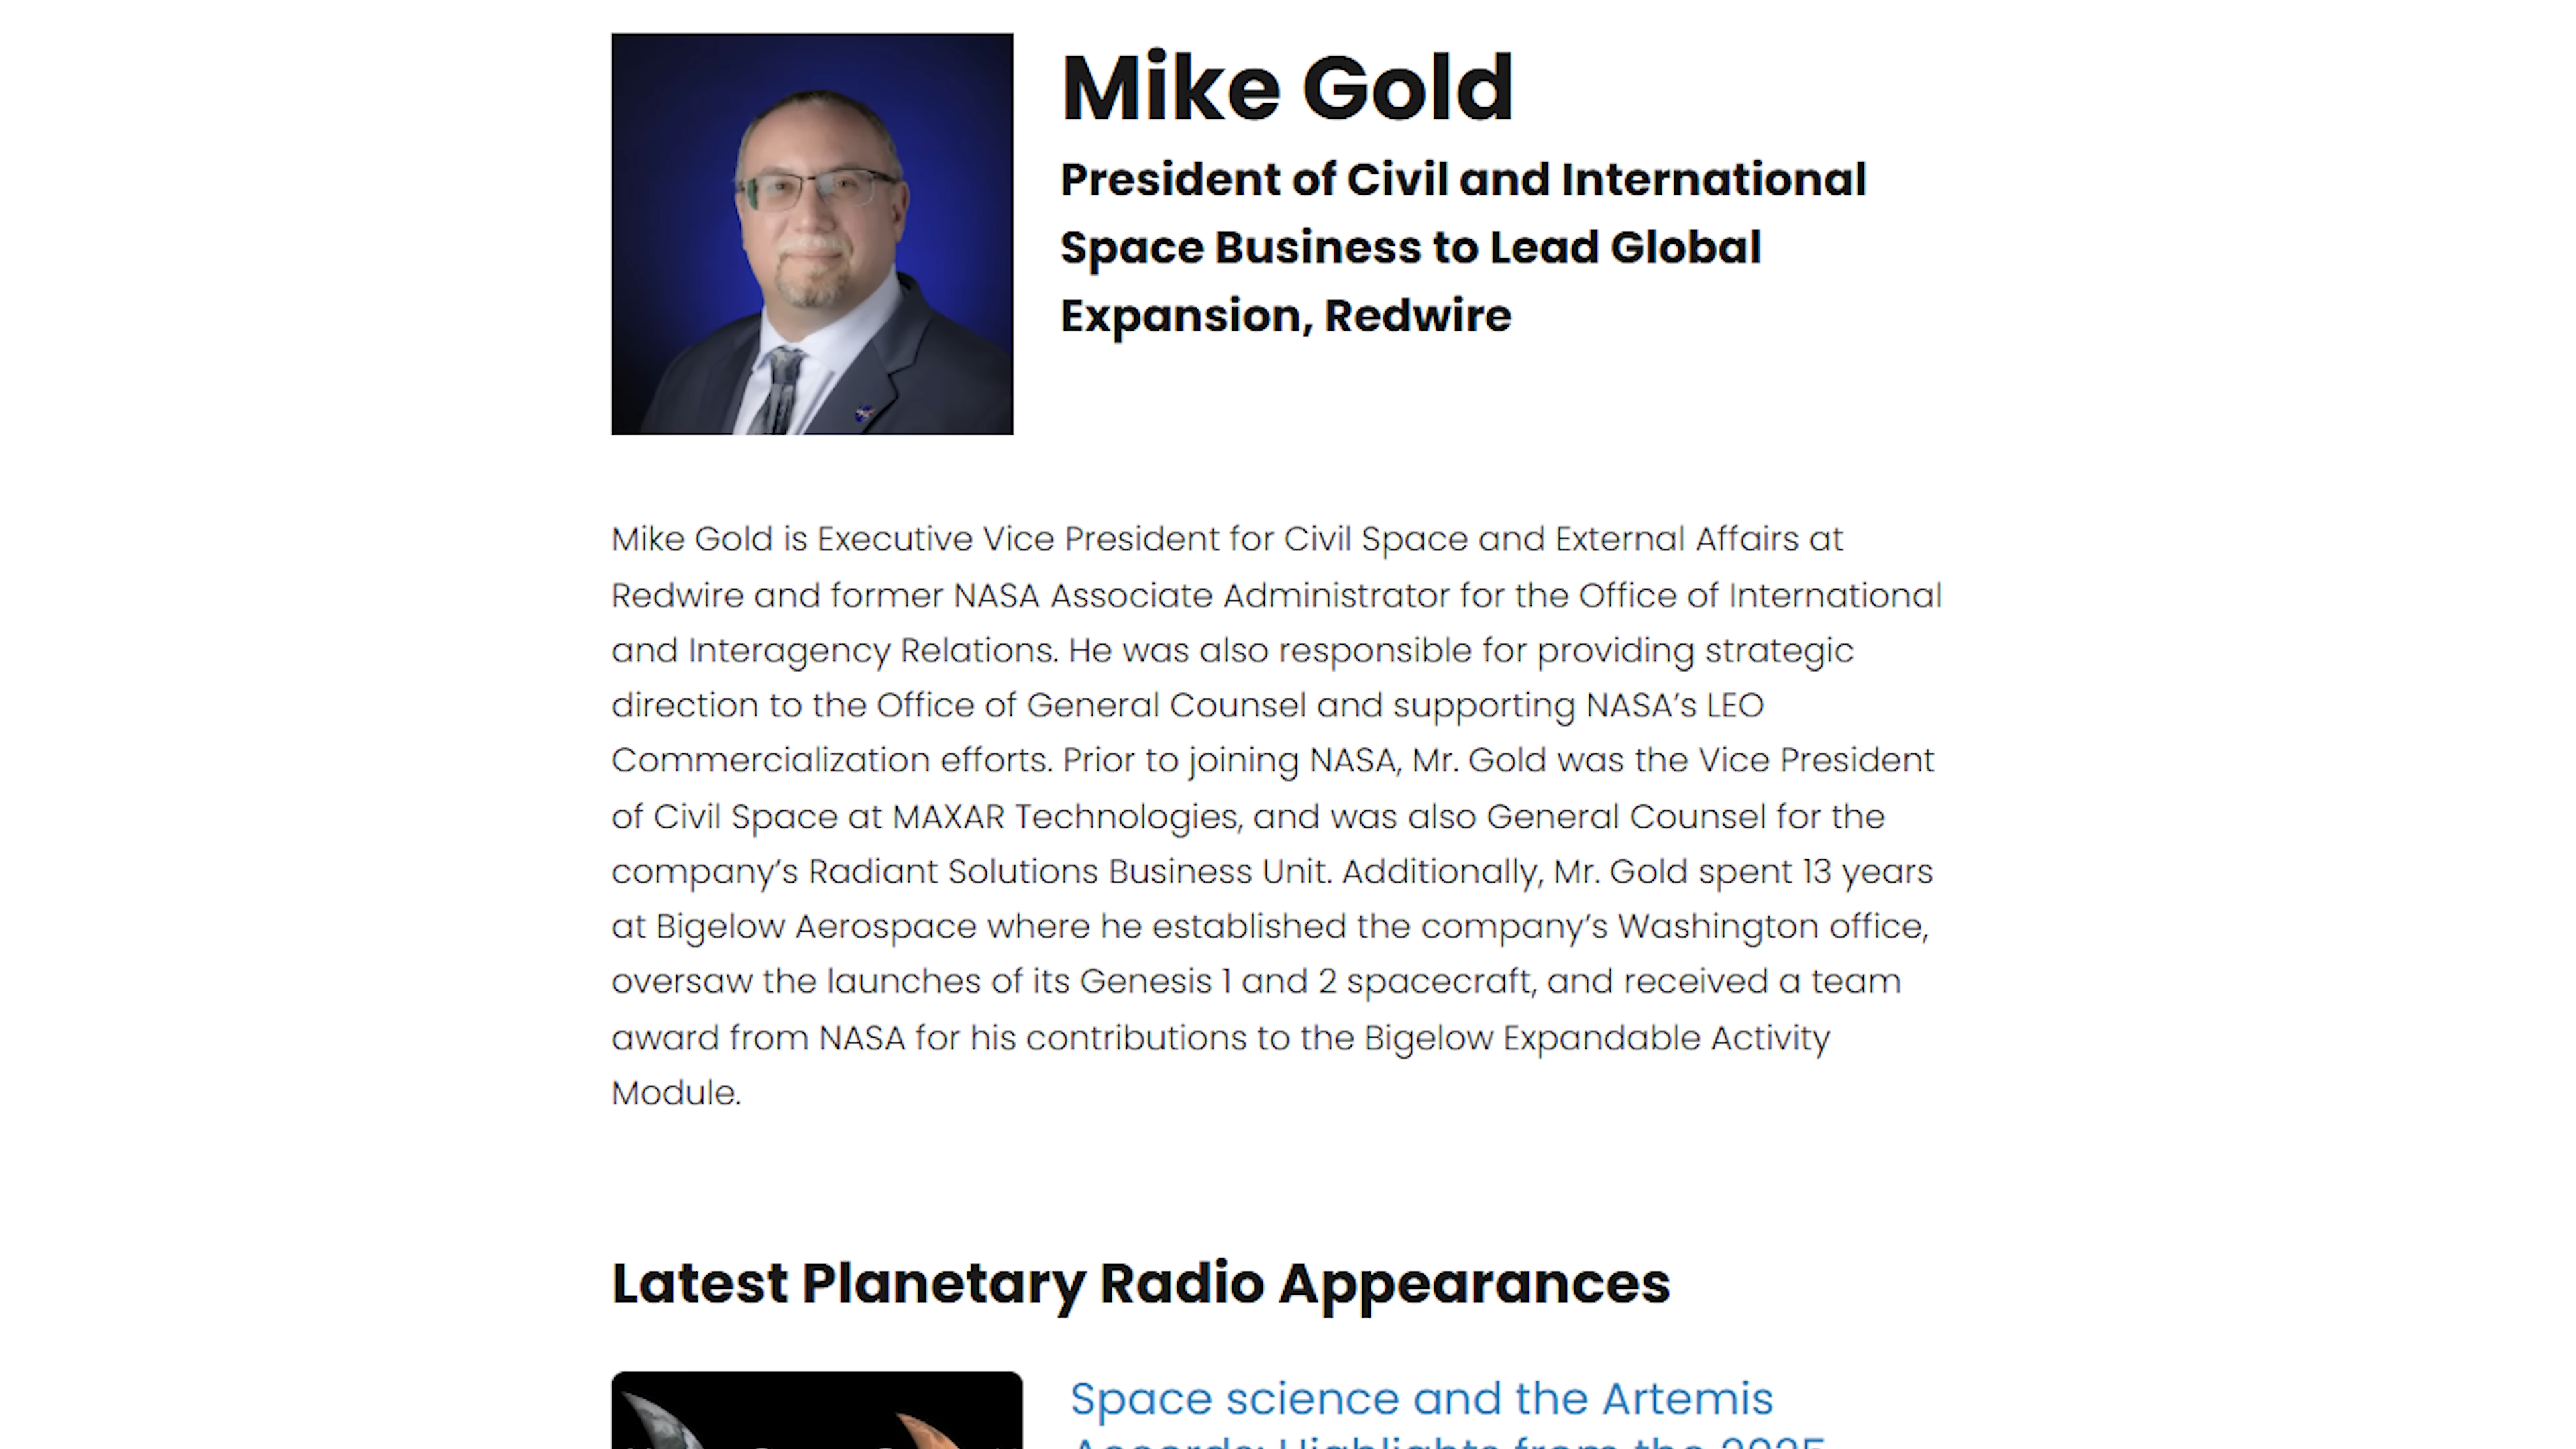 Mike Gold
President of Civil and International
Space Business to Lead Global
Expansion, Redwire
Mike Gold is Executive Vice President for Civil Space and External Affairs at
Redwire and former NASA Associate Administrator for the Office of International
and Interagency Relations. He was also responsible for providing strategic
direction to the Office of General Counsel and supporting NASA’s LEO
Commercialization efforts. Prior to joining NASA, Mr. Gold was the Vice President
of Civil Space at MAXAR Technologies, and was also General Counsel for the
company’s Radiant Solutions Business Unit. Additionally, Mr. Gold spent 13 years
at Bigelow Aerospace where he established the company’s Washington office,
oversaw the launches of its Genesis 1 and 2 spacecraft, and received a team
award from NASA for his contributions to the Bigelow Expandable Activity
Module.
Latest Planetary Radio Appearances
Space science and the Artemis
Accords: Highlights from the 2025